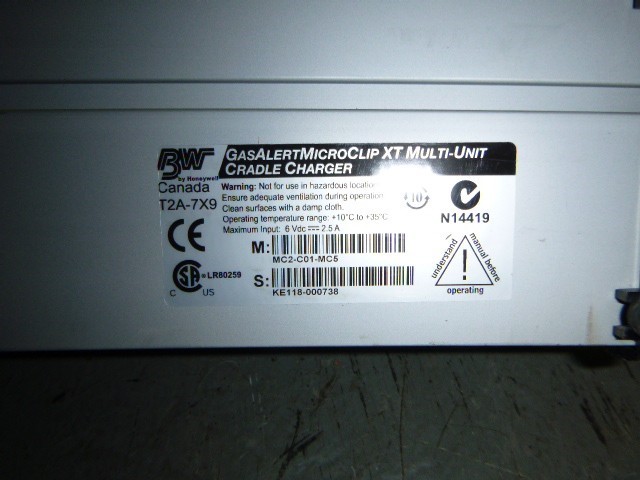 BW
by Honeywell
GASALERTMICROCLIP XT MULTI-UNIT
CRADLE CHARGER
Canada
T2A-7X9
Warning: Not for use in hazardous
Ensure adequate ventilation during operation
Clean surfaces with a damp cloth.
Operating temperature range: +10°C to +35°C
Maximum Input: 6 Vdc ⎓ 2.5 A
10
N14419
CE
M:
MC2-C01-MC5
SA LR80259
C US
S:
KE118-000738
understand manual before operating
!